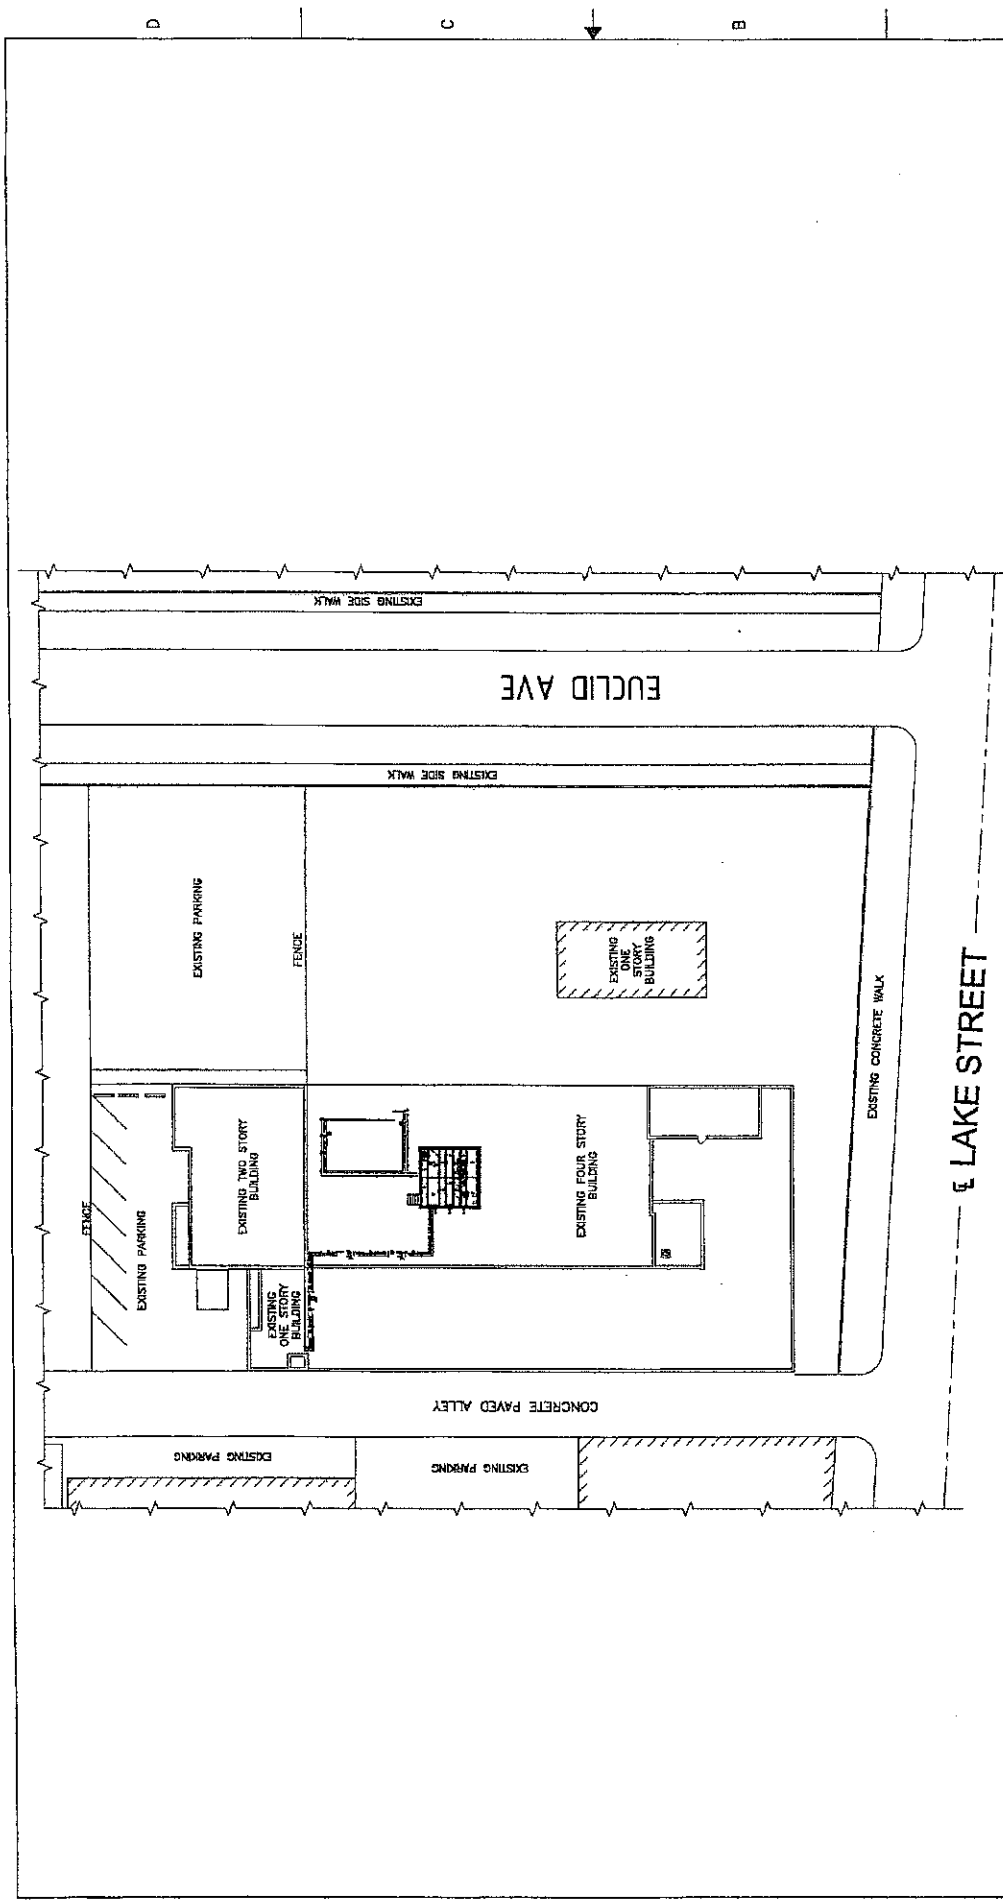 D
C
B
EXISTING SIDE WALK
EUCLID AVE
EXISTING SIDE WALK
EXISTING PARKING
FENCE
EXISTING
ONE
STORY
BUILDING
EXISTING CONCRETE WALK
℄ LAKE STREET
FENCE
EXISTING PARKING
EXISTING TWO STORY
BUILDING
EXISTING FOUR STORY
BUILDING
EXISTING
ONE STORY
BUILDING
CONCRETE PAVED ALLEY
EXISTING PARKING
EXISTING PARKING